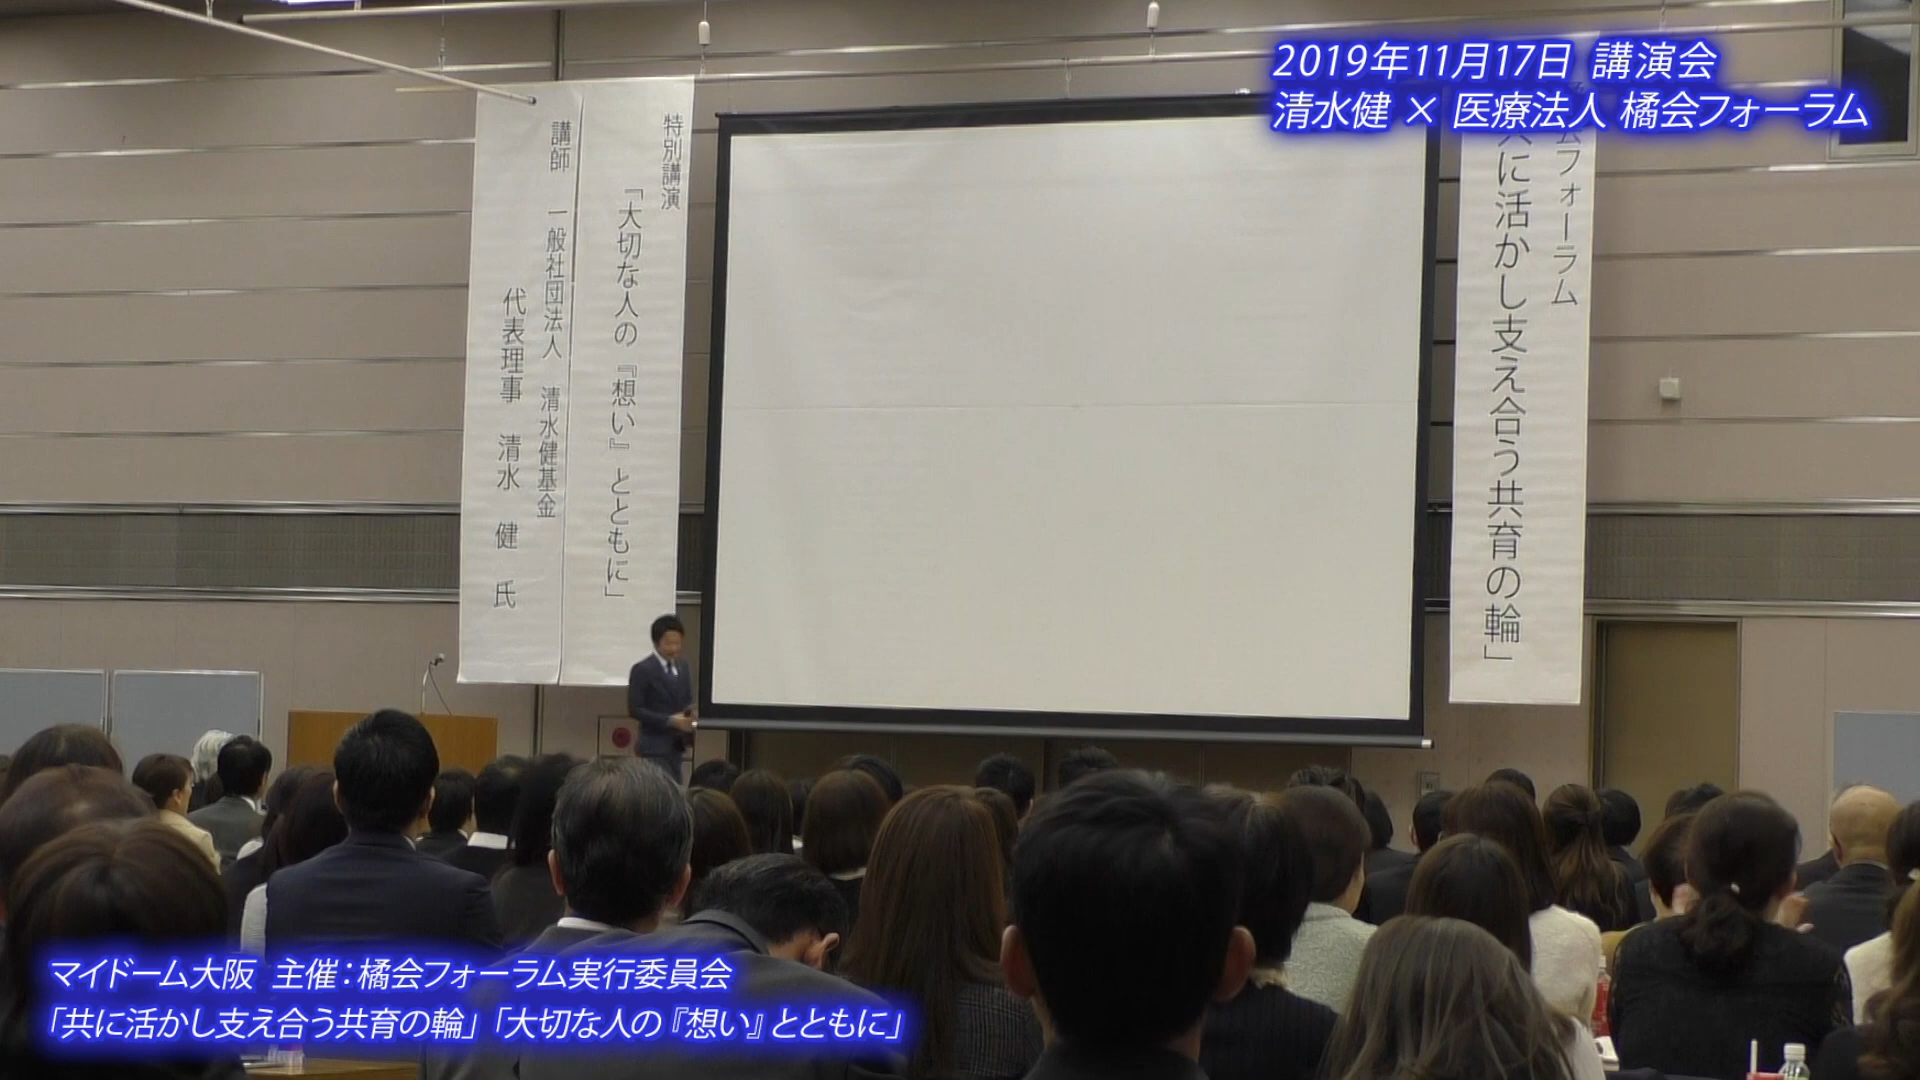 2019年11月17日 講演会
清水健 × 医療法人 橘会フォーラム
特別講演
「大切な人の『想い』とともに」
講師 一般社団法人 清水健基金
代表理事 清水 健 氏
フォーラム
に活かし支え合う共育の輪」
マイドーム大阪 主催：橘会フォーラム実行委員会
「共に活かし支え合う共育の輪」「大切な人の『想い』とともに」